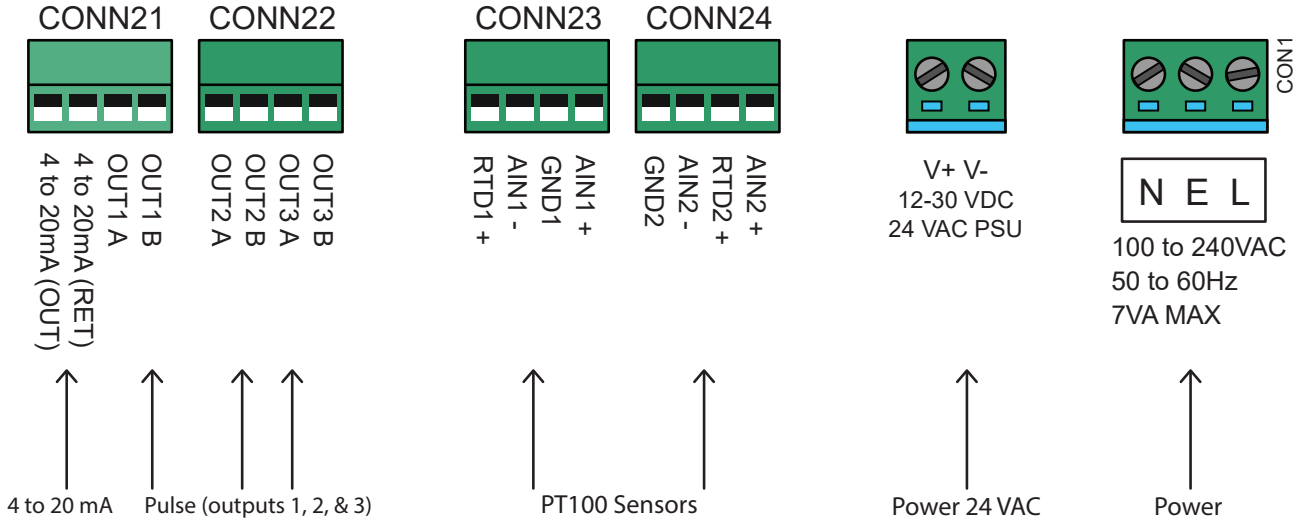 CONN21
CONN22
CONN23
CONN24
CON1
4 to 20mA (OUT)
4 to 20mA (RET)
OUT1 A
OUT1 B
OUT2 A
OUT2 B
OUT3 A
OUT3 B
RTD1 +
AIN1 -
GND1
AIN1 +
GND2
AIN2 -
RTD2 +
AIN2 +
V+ V-
12-30 VDC
24 VAC PSU
N E L
100 to 240VAC
50 to 60Hz
7VA MAX
4 to 20 mA
Pulse (outputs 1, 2, & 3)
PT100 Sensors
Power 24 VAC
Power